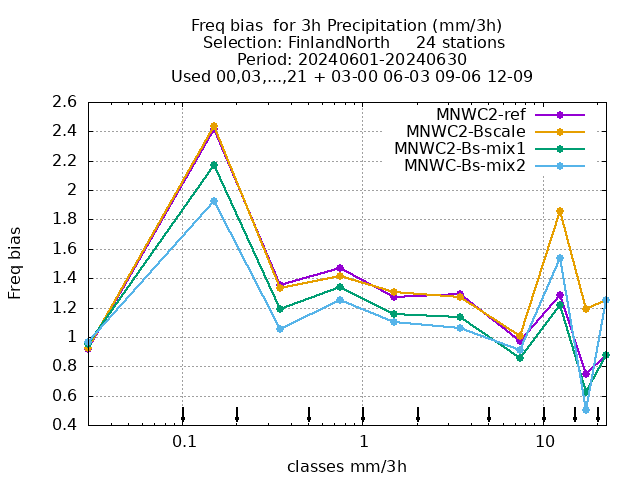 Freq bias  for 3h Precipitation (mm/3h)
Selection: FinlandNorth     24 stations
Period: 20240601-20240630
Used 00,03,...,21 + 03-00 06-03 09-06 12-09
MNWC2-ref
MNWC2-Bscale
MNWC2-Bs-mix1
MNWC-Bs-mix2
Freq bias
2.6
2.4
2.2
2
1.8
1.6
1.4
1.2
1
0.8
0.6
0.4
0.1 1 10
classes mm/3h